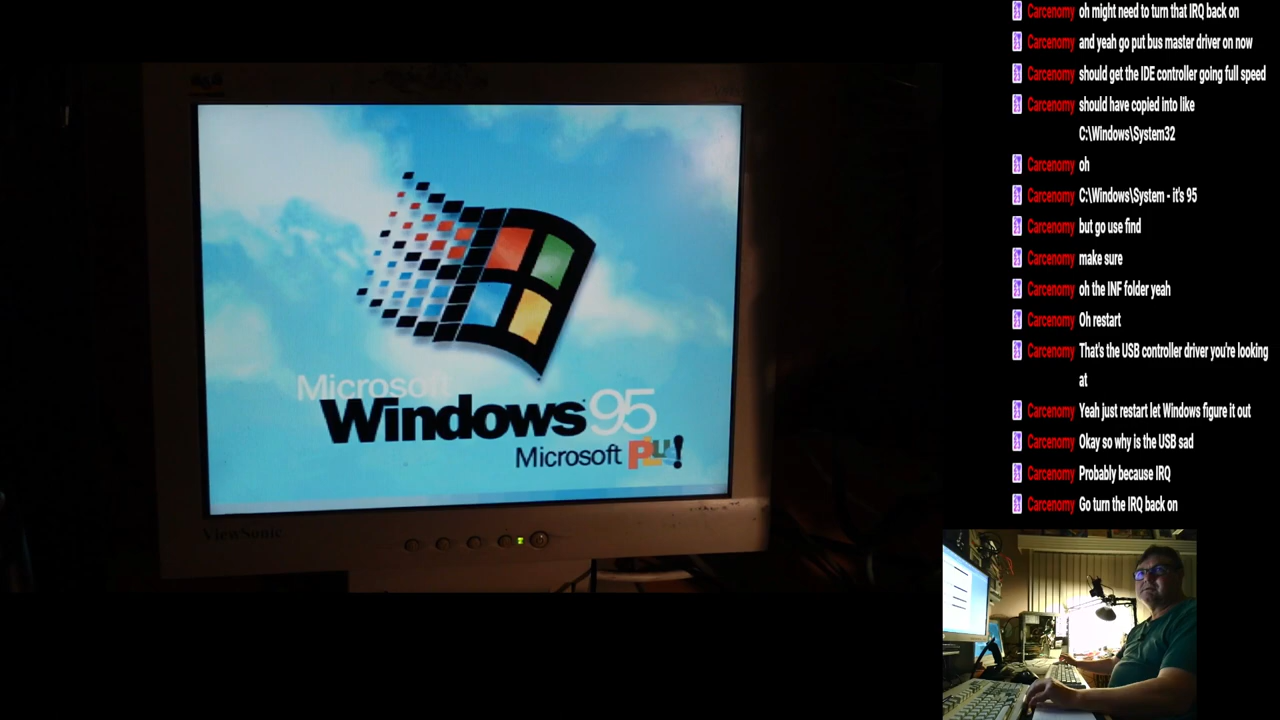 Microsoft
Windows 95
Microsoft Plus!
ViewSonic
Carcenomy oh might need to turn that IRQ back on
Carcenomy and yeah go put bus master driver on now
Carcenomy should get the IDE controller going full speed
Carcenomy should have copied into like
C:\Windows\System32
Carcenomy oh
Carcenomy C:\Windows\System - it's 95
Carcenomy but go use find
Carcenomy make sure
Carcenomy oh the INF folder yeah
Carcenomy Oh restart
Carcenomy That's the USB controller driver you're looking
at
Carcenomy Yeah just restart let Windows figure it out
Carcenomy Okay so why is the USB sad
Carcenomy Probably because IRQ
Carcenomy Go turn the IRQ back on